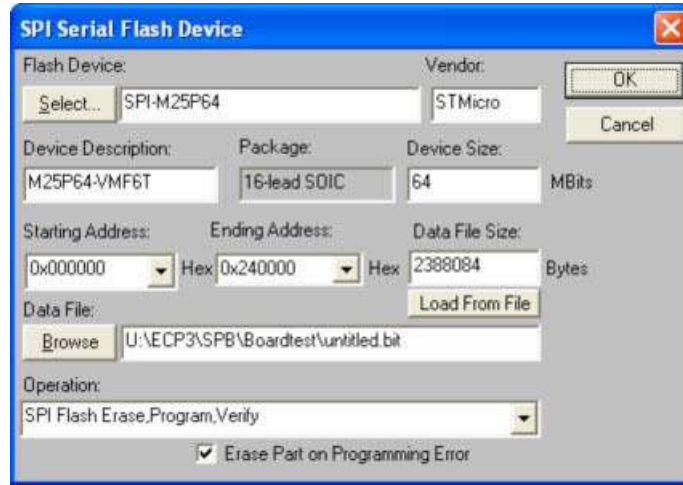 SPI Serial Flash Device
Flash Device: Vendor:
Select... SPI-M25P64 STMicro OK
Cancel
Device Description: Package: Device Size:
M25P64-VMF6T 16-lead SOIC 64 MBits
Starting Address: Ending Address: Data File Size:
0x000000 Hex 0x240000 Hex 2388084 Bytes
Load From File
Data File:
Browse U:\ECP3\SPB\Boardtest\untitled.bit
Operation:
SPI Flash Erase,Program,Verify
Erase Part on Programming Error